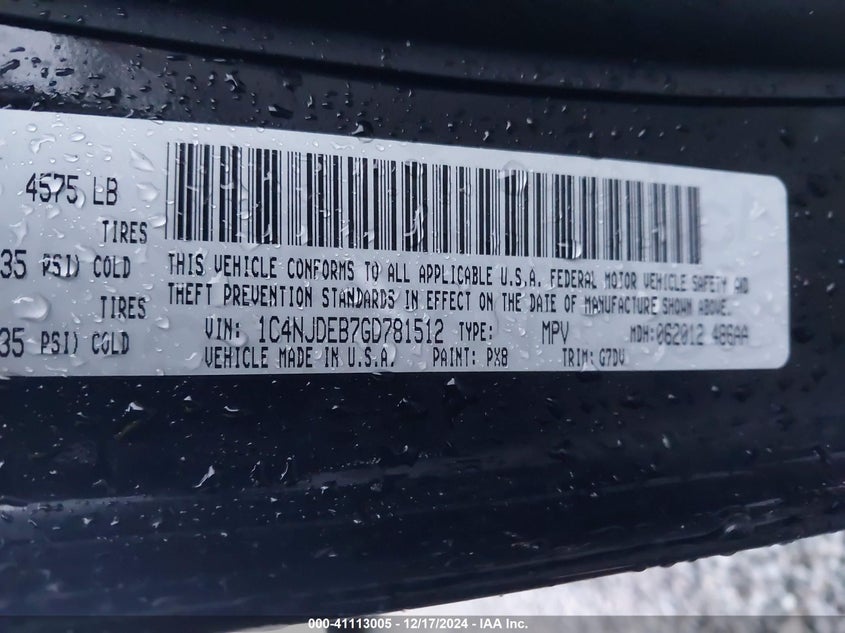 4575 LB
TIRES
35 PSI) COLD
TIRES
35 PSI) COLD
THIS VEHICLE CONFORMS TO ALL APPLICABLE U.S.A. FEDERAL MOTOR VEHICLE SAFETY AND
THEFT PREVENTION STANDARDS IN EFFECT ON THE DATE OF MANUFACTURE SHOWN ABOVE.
VIN: 1C4NJDEB7GD781512 TYPE: MPV MDH:062012 486AA
VEHICLE MADE IN U.S.A. PAINT: PX8 TRIM: G7DV
000-41113005 - 12/17/2024 - IAA Inc.